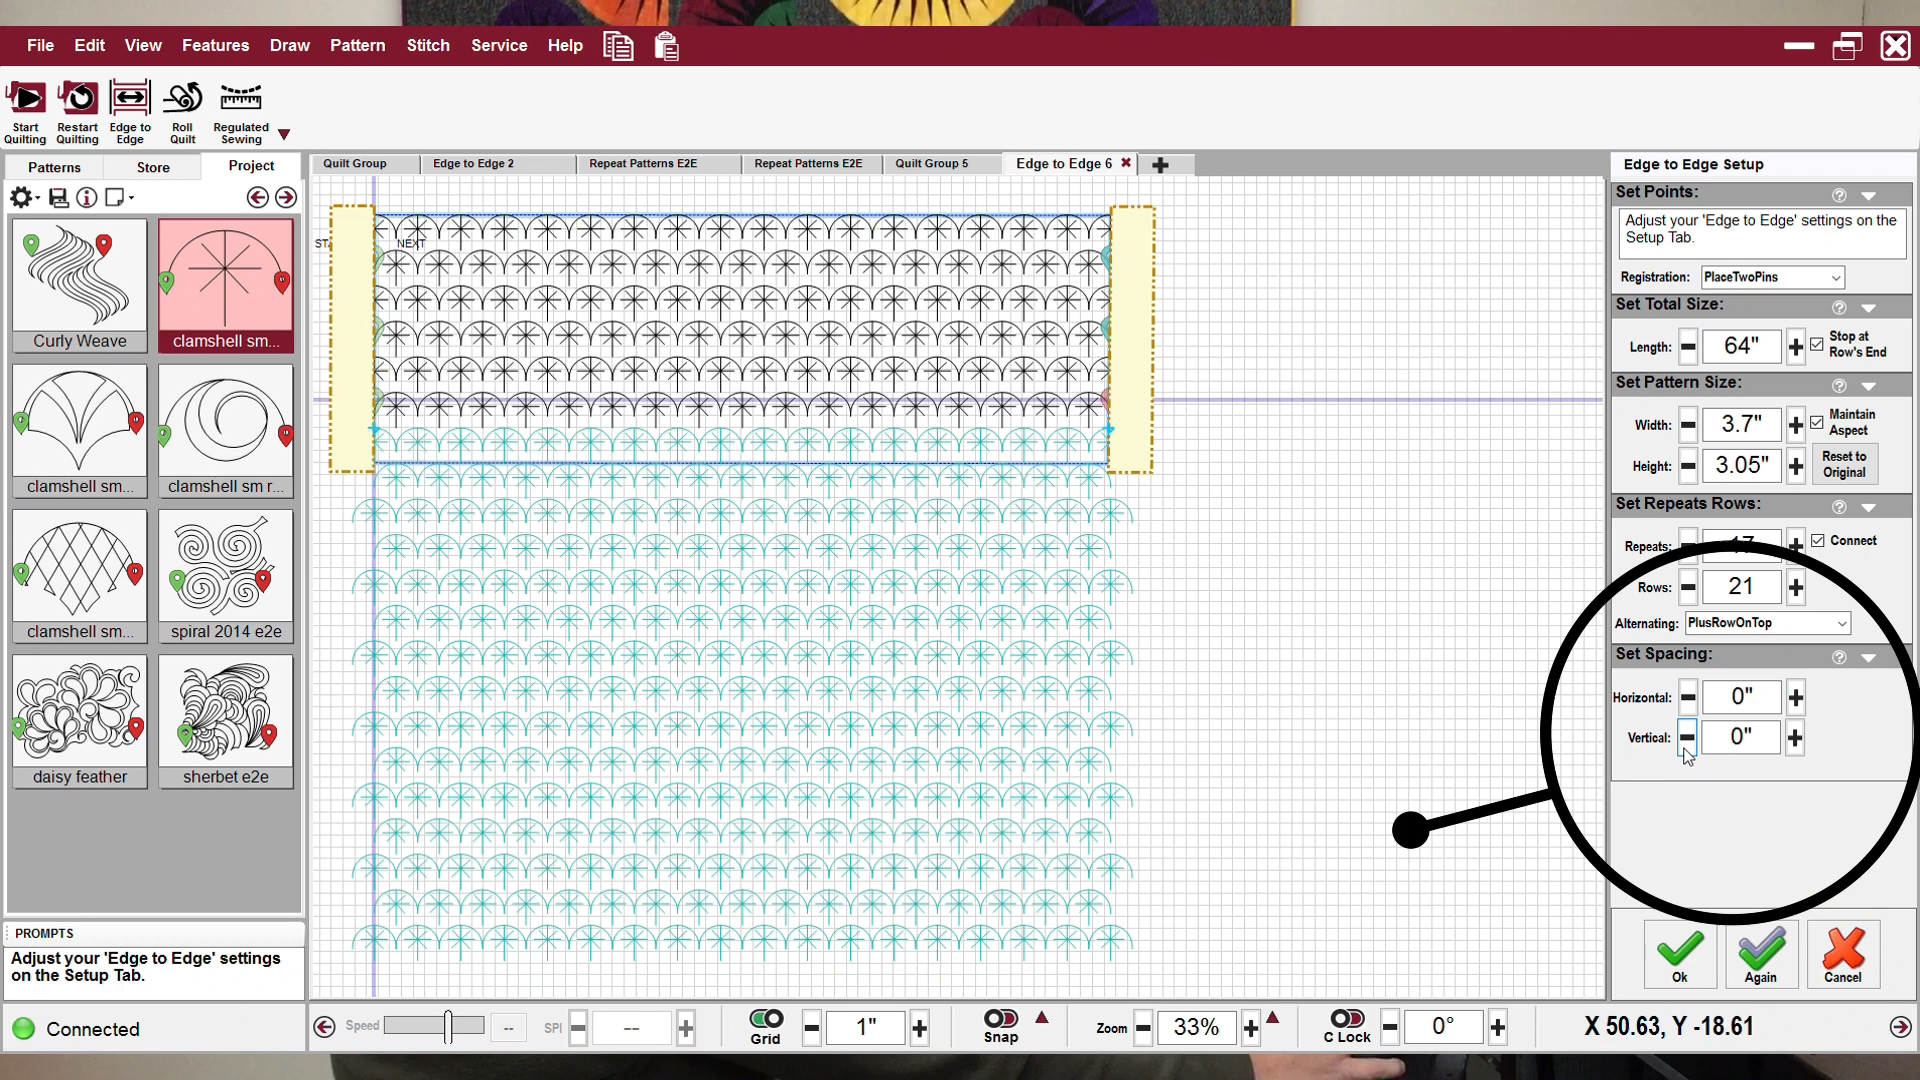 File Edit View Features Draw Pattern Stitch Service Help
Start Quilting
Restart Quilting
Edge to Edge
Roll Quilt
Regulated Sewing
Patterns Store Project
Quilt Group
Edge to Edge 2
Repeat Patterns E2E
Repeat Patterns E2E
Quilt Group 5
Edge to Edge 6
Curly Weave
clamshell sm...
clamshell sm...
clamshell sm r...
clamshell sm...
spiral 2014 e2e
daisy feather
sherbet e2e
PROMPTS
Adjust your 'Edge to Edge' settings
on the Setup Tab.
Connected
NEXT
Edge to Edge Setup
Set Points:
Adjust your 'Edge to Edge' settings on the
Setup Tab.
Registration: PlaceTwoPins
Set Total Size:
Length: 64" Stop at
Row's End
Set Pattern Size:
Width: 3.7" Maintain
Aspect
Height: 3.05" Reset to
Original
Set Repeats Rows:
Repeats: 17 Connect
Rows: 21
Alternating: PlusRowOnTop
Set Spacing:
Horizontal: 0"
Vertical: 0"
Ok Again Cancel
Speed -- SPI -- Grid 1" Snap Zoom 33% C Lock 0° X 50.63, Y -18.61